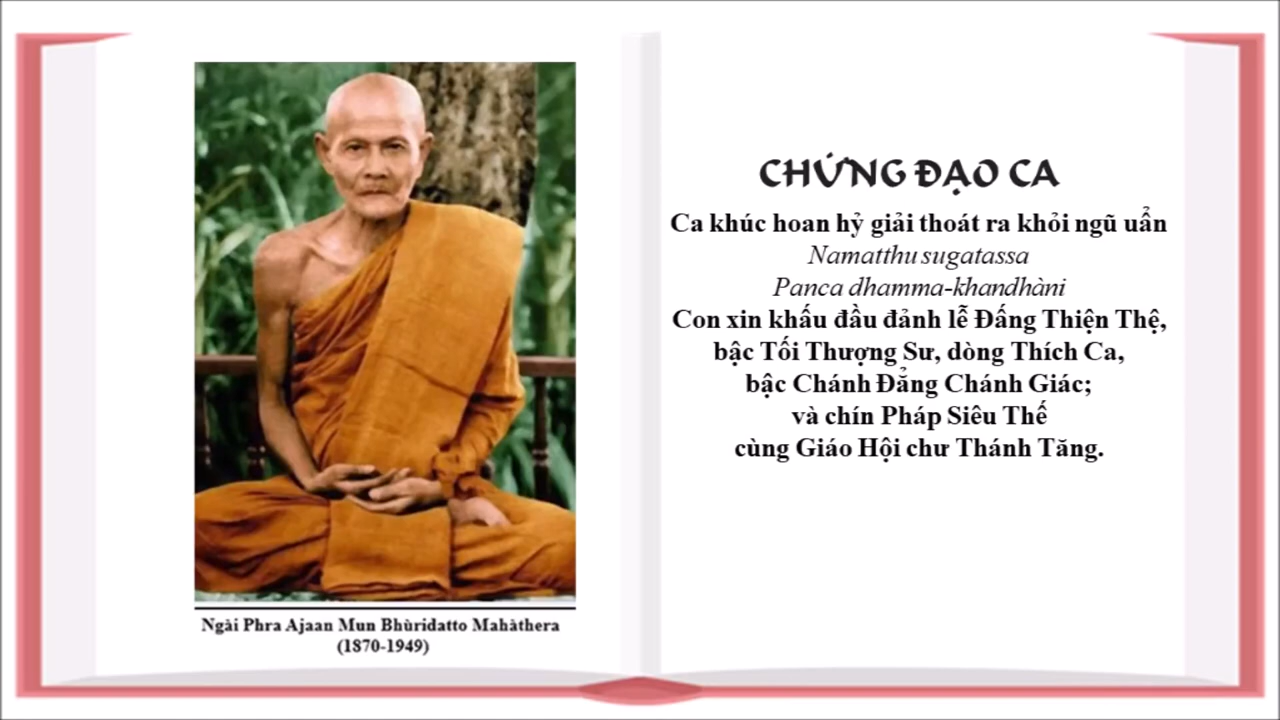 Ngài Phra Ajaan Mun Bhùridatto Mahàthera
(1870-1949)
CHỨNG ĐẠO CA
Ca khúc hoan hỷ giải thoát ra khỏi ngũ uẩn
Namatthu sugatassa
Panca dhamma-khandhàni
Con xin khấu đầu đảnh lễ Đấng Thiện Thệ,
bậc Tối Thượng Sư, dòng Thích Ca,
bậc Chánh Đẳng Chánh Giác;
và chín Pháp Siêu Thế
cùng Giáo Hội chư Thánh Tăng.